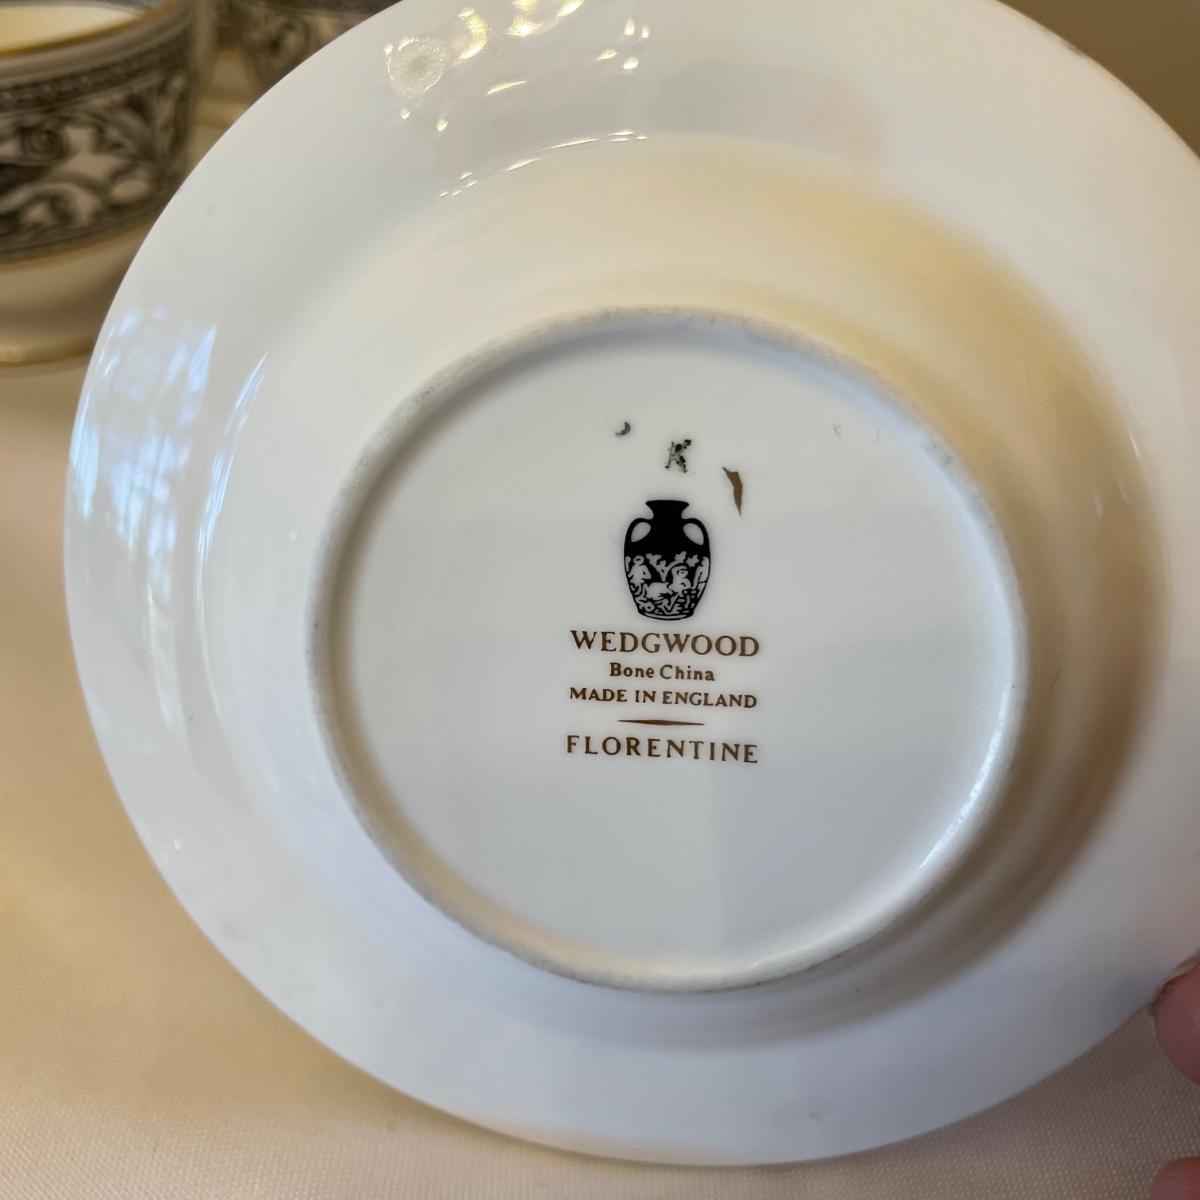 K
WEDGWOOD
Bone China
MADE IN ENGLAND
FLORENTINE